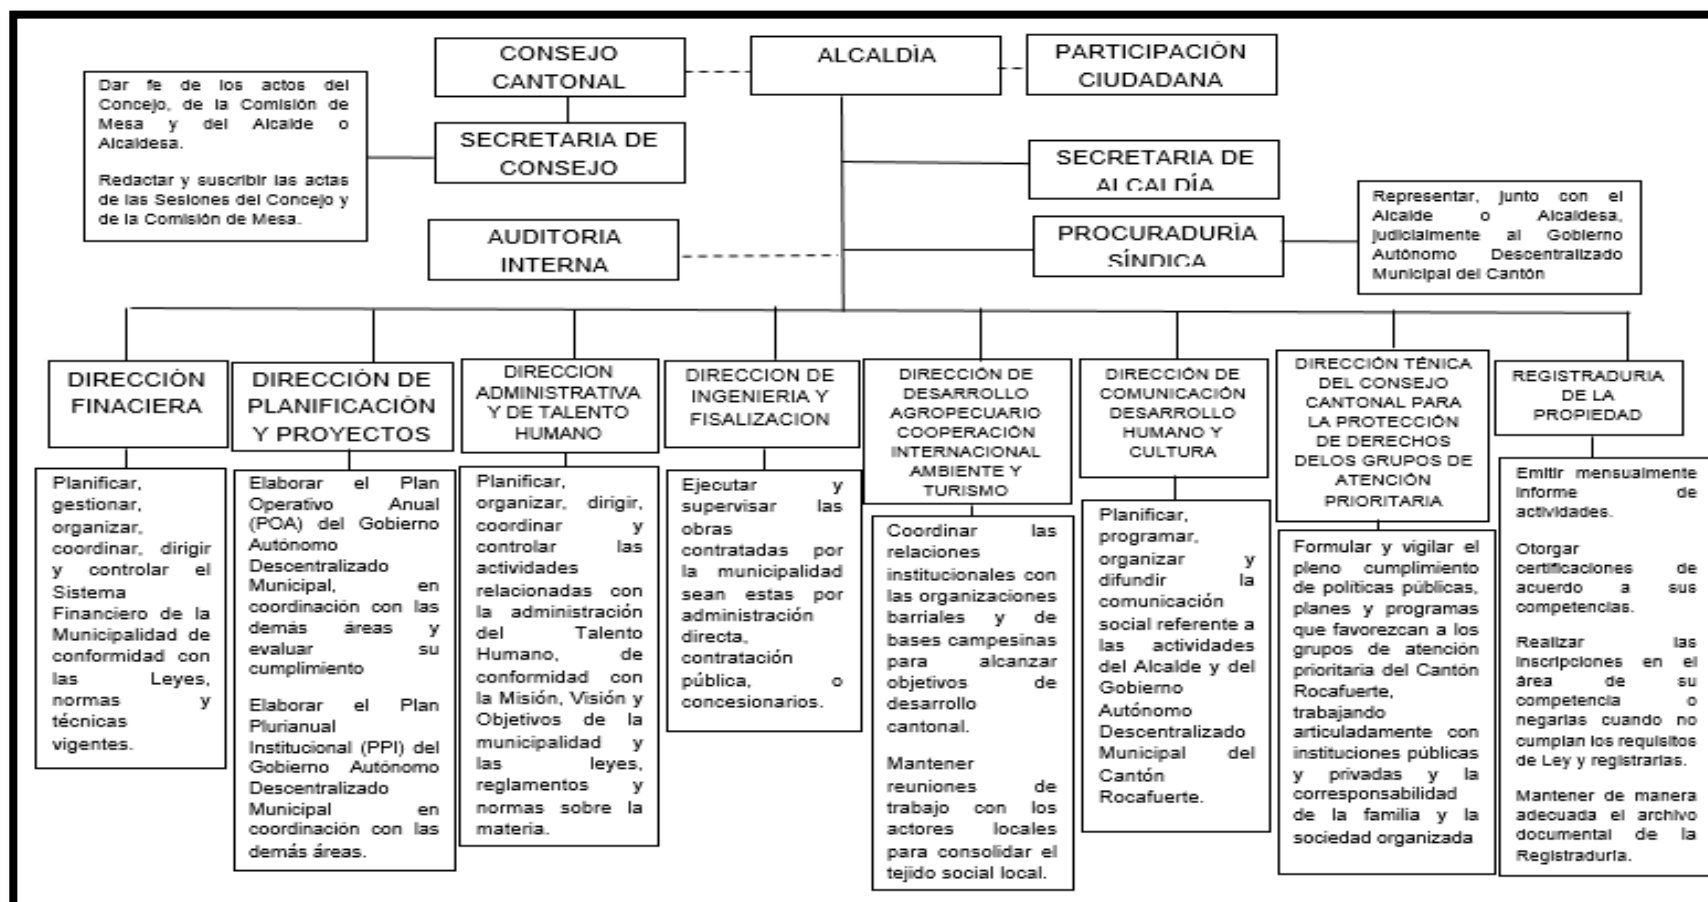 CONSEJO
CANTONAL
ALCALDÌA
PARTICIPACIÓN
CIUDADANA
Dar fe de los actos del
Concejo, de la Comisión de
Mesa y del Alcalde o
Alcaldesa.
Redactar y suscribir las actas
de las Sesiones del Concejo y
de la Comisión de Mesa.
SECRETARIA DE
CONSEJO
SECRETARIA DE
ALCALDÍA
AUDITORIA
INTERNA
PROCURADURÌA
SÍNDICA
Representar, junto con el
Alcalde o Alcaldesa,
judicialmente al Gobierno
Autónomo Descentralizado
Municipal del Cantón
DIRECCIÓN
FINACIERA
DIRECCIÓN DE
PLANIFICACIÓN
Y PROYECTOS
DIRECCION
ADMINISTRATIVA
Y DE TALENTO
HUMANO
DIRECCION DE
INGENIERIA Y
FISALIZACION
DIRECCIÓN DE
DESARROLLO
AGROPECUARIO
COOPERACIÓN
INTERNACIONAL
AMBIENTE Y
TURISMO
DIRECCIÓN DE
COMUNICACIÓN
DESARROLLO
HUMANO Y
CULTURA
DIRECCIÓN TÉNICA
DEL CONSEJO
CANTONAL PARA
LA PROTECCIÓN
DE DERECHOS
DELOS GRUPOS DE
ATENCIÓN
PRIORITARIA
REGISTRADURIA
DE LA
PROPIEDAD
Planificar,
gestionar,
organizar,
coordinar, dirigir
y controlar el
Sistema
Financiero de la
Municipalidad de
conformidad con
las Leyes,
normas y
técnicas
vigentes.
Elaborar el Plan
Operativo Anual
(POA) del Gobierno
Autónomo
Descentralizado
Municipal, en
coordinación con las
demás áreas y
evaluar su
cumplimiento
Elaborar el Plan
Plurianual
Institucional (PPI) del
Gobierno Autónomo
Descentralizado
Municipal en
coordinación con las
demás áreas.
Planificar,
organizar, dirigir,
coordinar y
controlar las
actividades
relacionadas con
la administración
del Talento
Humano, de
conformidad con
la Misión, Visión y
Objetivos de la
municipalidad y
las leyes,
reglamentos y
normas sobre la
materia.
Ejecutar y
supervisar las
obras
contratadas por
la municipalidad
sean estas por
administración
directa,
contratación
pública, o
concesionarios.
Coordinar las
relaciones
institucionales con
las organizaciones
barriales y de
bases campesinas
para alcanzar
objetivos de
desarrollo
cantonal.
Mantener
reuniones de
trabajo con los
actores locales
para consolidar el
tejido social local.
Planificar,
programar,
organizar y
difundir la
comunicación
social referente a
las actividades
del Alcalde y del
Gobierno
Autónomo
Descentralizado
Municipal del
Cantón
Rocafuerte.
Formular y vigilar el
pleno cumplimiento
de políticas públicas,
planes y programas
que favorezcan a los
grupos de atención
prioritaria del Cantón
Rocafuerte,
trabajando
articuladamente con
instituciones públicas
y privadas y la
corresponsabilidad
de la familia y la
sociedad organizada
Emitir mensualmente
informe de
actividades.
Otorgar
certificaciones de
acuerdo a sus
competencias.
Realizar las
inscripciones en el
área de su
competencia o
negarlas cuando no
cumplan los requisitos
de Ley y registrarlas.
Mantener de manera
adecuada el archivo
documental de la
Registraduría.